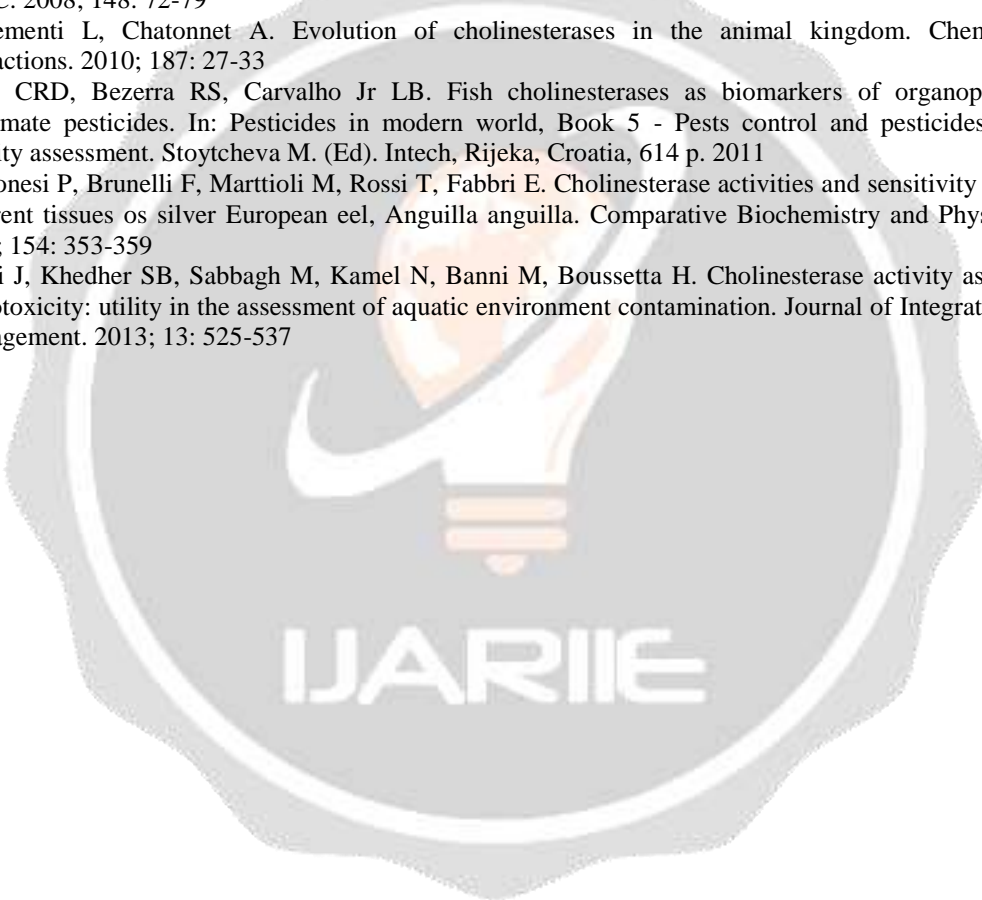 C. 2008; 148: 72-79
ementi L, Chatonnet A. Evolution of cholinesterases in the animal kingdom. Chem
actions. 2010; 187: 27-33
CRD, Bezerra RS, Carvalho Jr LB. Fish cholinesterases as biomarkers of organop
mate pesticides. In: Pesticides in modern world, Book 5 - Pests control and pesticides
ity assessment. Stoytcheva M. (Ed). Intech, Rijeka, Croatia, 614 p. 2011
onesi P, Brunelli F, Marttioli M, Rossi T, Fabbri E. Cholinesterase activities and sensitivity
rent tissues os silver European eel, Anguilla anguilla. Comparative Biochemistry and Phys
; 154: 353-359
i J, Khedher SB, Sabbagh M, Kamel N, Banni M, Boussetta H. Cholinesterase activity as
otoxicity: utility in the assessment of aquatic environment contamination. Journal of Integrat
agement. 2013; 13: 525-537
IJARIIE